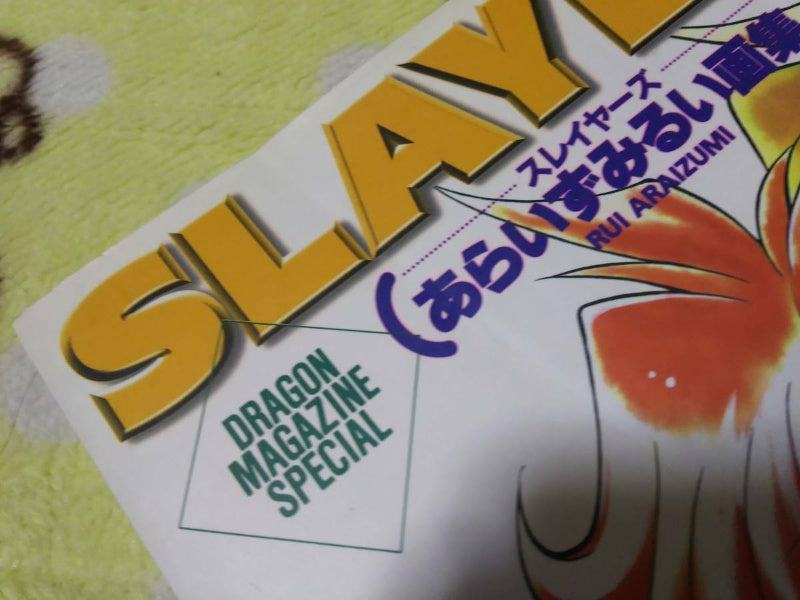 SLAYE
スレイヤーズ
(あらいずみるい画集
RUI ARAIZUMI
DRAGON
MAGAZINE
SPECIAL